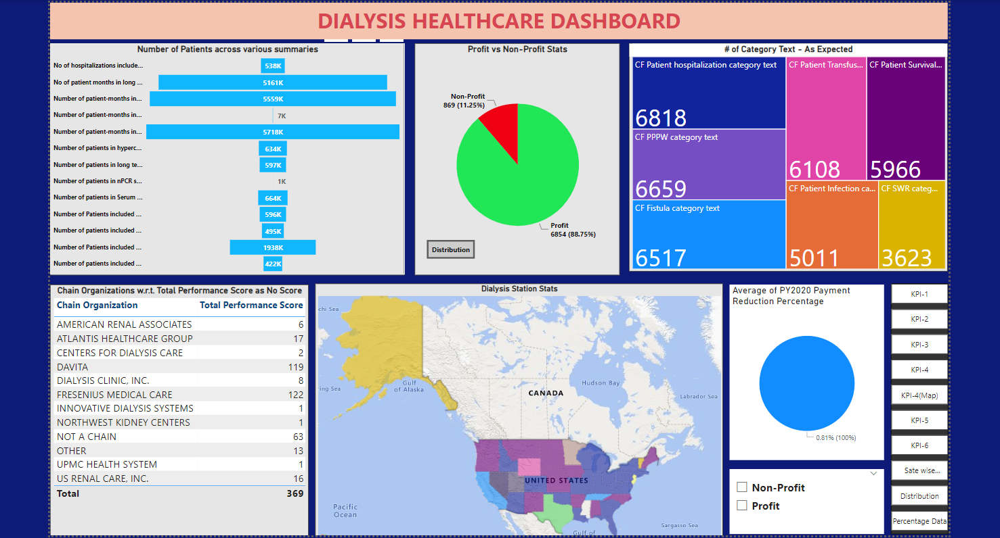 DIALYSIS HEALTHCARE DASHBOARD
Number of Patients across various summaries
No of hospitalizations include... 538K
No of patient months in long ... 5161K
Number of patient-months in... 5559K
Number of patient-months in... 7K
Number of patient-months in... 5718K
Number of patients in hyperc... 634K
Number of patients in long te... 597K
Number of patients in nPCR s... 1K
Number of patients in Serum ... 664K
Number of Patients included ... 596K
Number of patients included ... 495K
Number of Patients included ... 1938K
Number of patients included ... 422K
Profit vs Non-Profit Stats
Non-Profit
869 (11.25%)
Profit
6854 (88.75%)
Distribution
# of Category Text - As Expected
CF Patient hospitalization category text
6818
CF PPPW category text
6659
CF Fistula category text
6517
CF Patient Transfus...
6108
CF Patient Survival...
5966
CF Patient Infection ca...
5011
CF SWR categ...
3623
Chain Organizations w.r.t. Total Performance Score as No Score
Chain Organization Total Performance Score
AMERICAN RENAL ASSOCIATES 6
ATLANTIS HEALTHCARE GROUP 17
CENTERS FOR DIALYSIS CARE 2
DAVITA 119
DIALYSIS CLINIC, INC. 8
FRESENIUS MEDICAL CARE 122
INNOVATIVE DIALYSIS SYSTEMS 1
NORTHWEST KIDNEY CENTERS 1
NOT A CHAIN 63
OTHER 13
UPMC HEALTH SYSTEM 1
US RENAL CARE, INC. 16
Total 369
Dialysis Station Stats
chi Sea
ring Sea
Gulf
of Alaska
CANADA
Hudson Bay
Labrador Sea
UNITED STATES
Pacific
Ocean
Sargasso Sea
Gulf of
Average of PY2020 Payment
Reduction Percentage
0.81% (100%)
Non-Profit
Profit
KPI-1
KPI-2
KPI-3
KPI-4
KPI-4(Map)
KPI-5
KPI-6
Sate wise...
Distribution
Percentage Data